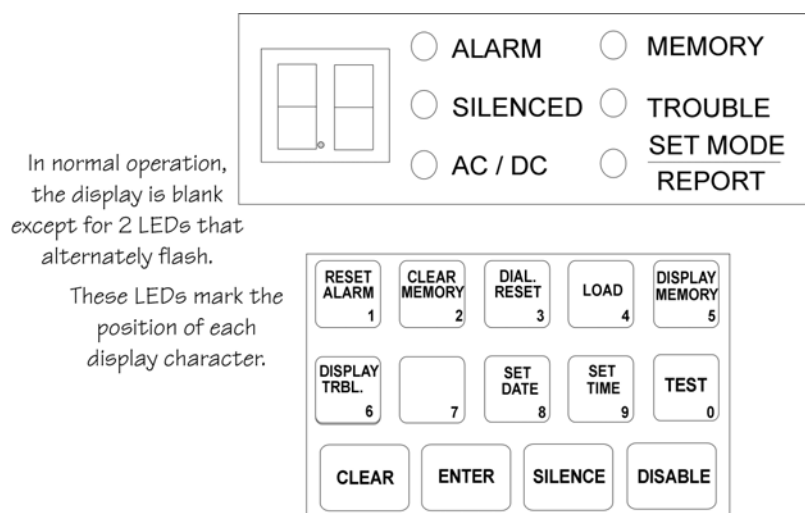 ALARM
MEMORY
SILENCED
TROUBLE
AC / DC
SET MODE
REPORT
In normal operation,
the display is blank
except for 2 LEDs that
alternately flash.
These LEDs mark the
position of each
display character.
RESET
ALARM
1
CLEAR
MEMORY
2
DIAL.
RESET
3
LOAD
4
DISPLAY
MEMORY
5
DISPLAY
TRBL.
6
7
SET
DATE
8
SET
TIME
9
TEST
0
CLEAR
ENTER
SILENCE
DISABLE